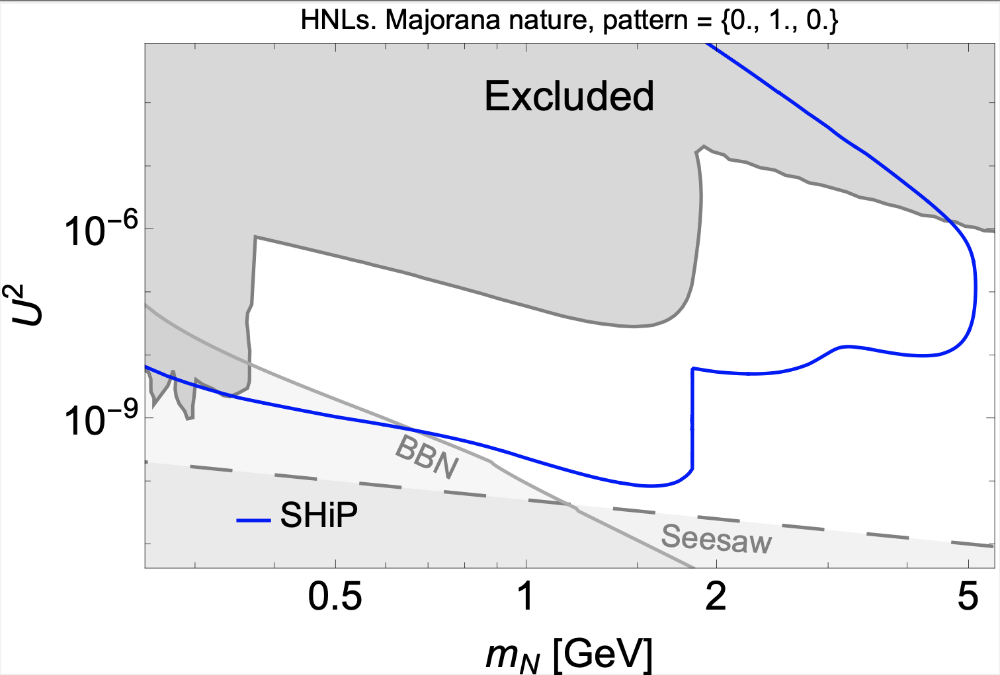 HNLs. Majorana nature, pattern = {0., 1., 0.}
Excluded
10⁻⁶
U²
10⁻⁹
BBN
SHiP
Seesaw
0.5 1 2 5
m_N [GeV]